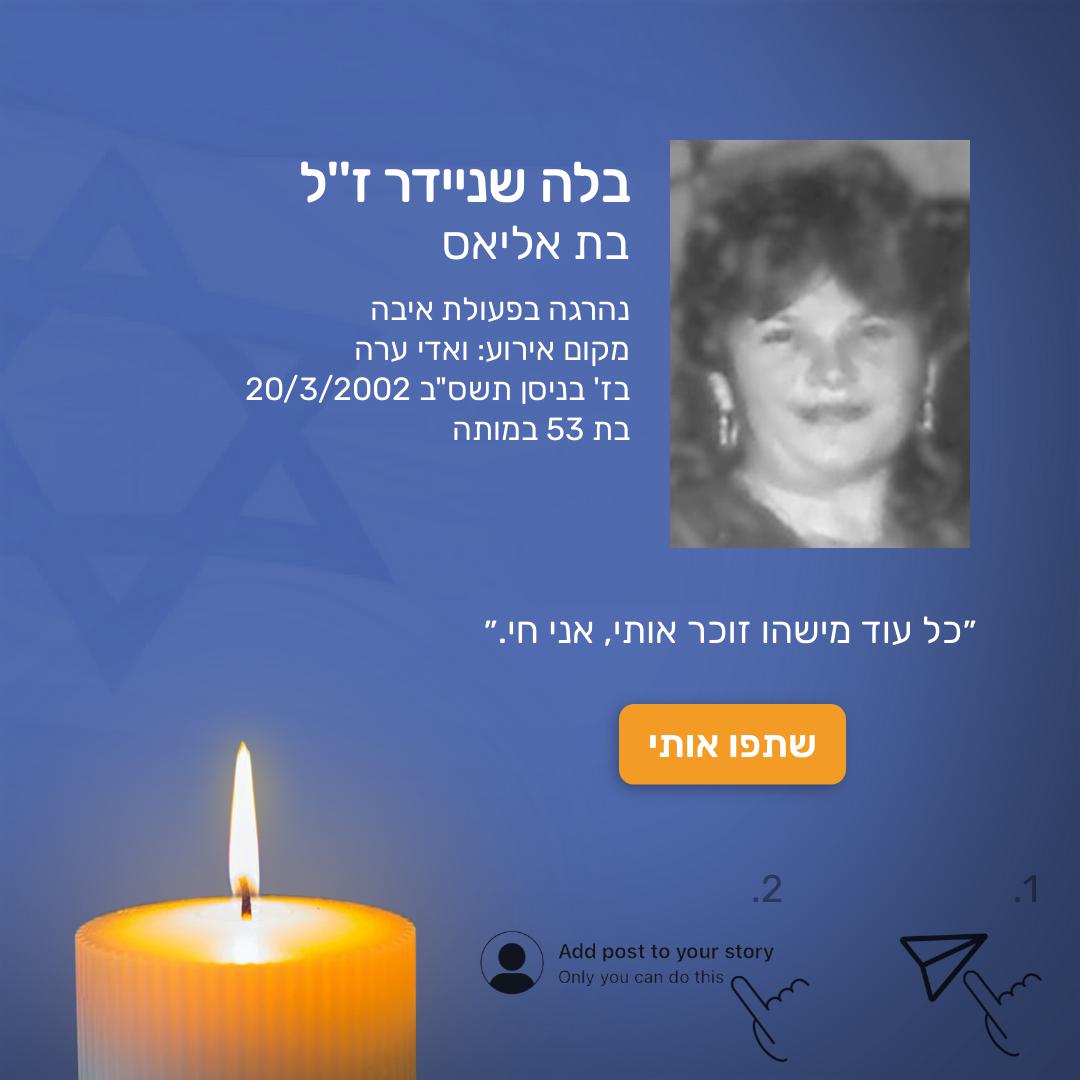 בלה שניידר ז''ל
בת אליאס
נהרגה בפעולת איבה
מקום אירוע: ואדי ערה
בז' בניסן תשס"ב 20/3/2002
בת 53 במותה
״כל עוד מישהו זוכר אותי, אני חי.״
שתפו אותי
.1
.2
Add post to your story
Only you can do this